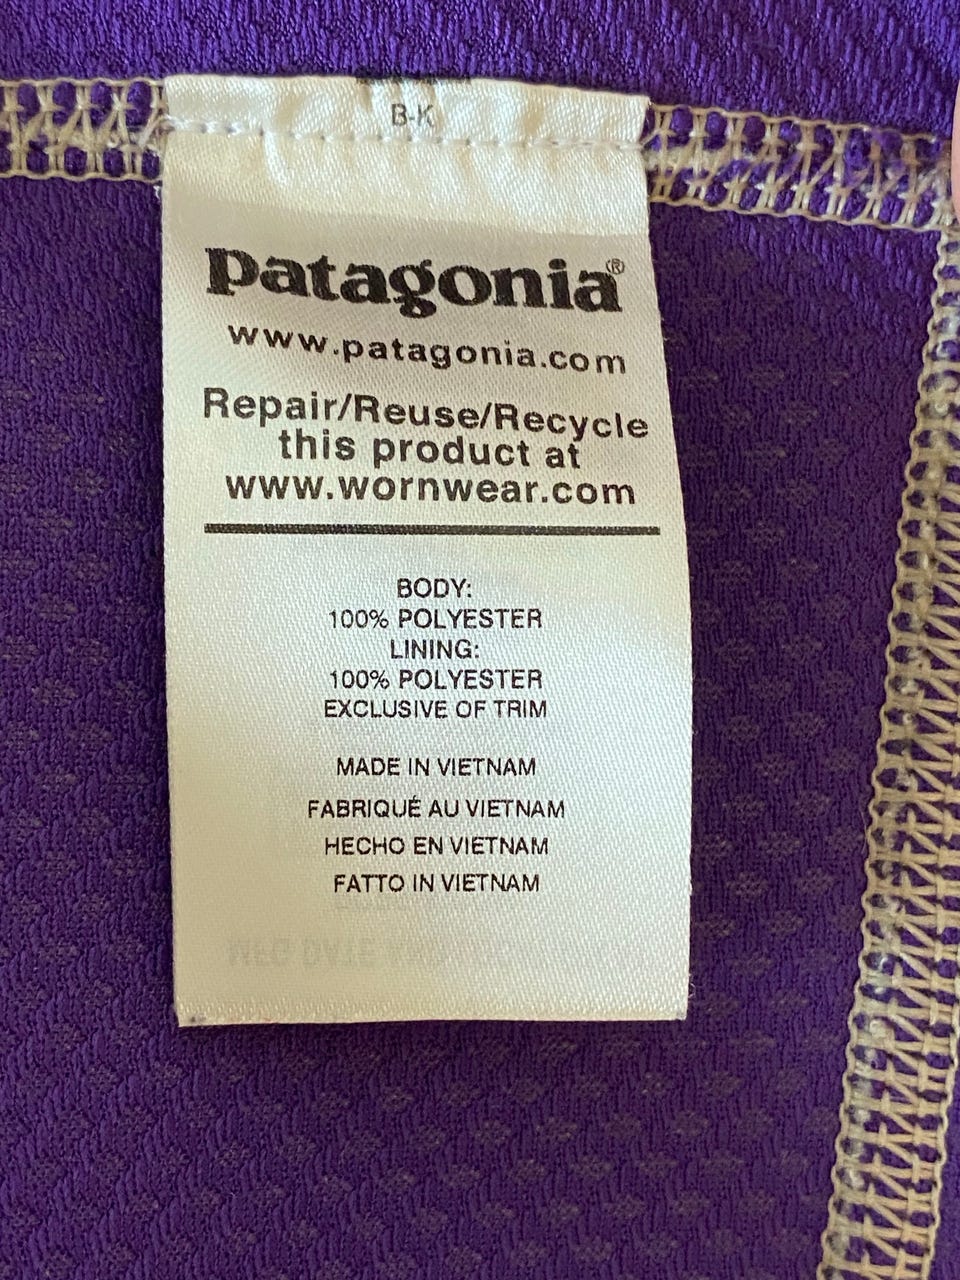 B-K
patagonia®
www.patagonia.com
Repair/Reuse/Recycle
this product at
www.wornwear.com
BODY:
100% POLYESTER
LINING:
100% POLYESTER
EXCLUSIVE OF TRIM
MADE IN VIETNAM
FABRIQUÉ AU VIETNAM
HECHO EN VIETNAM
FATTO IN VIETNAM